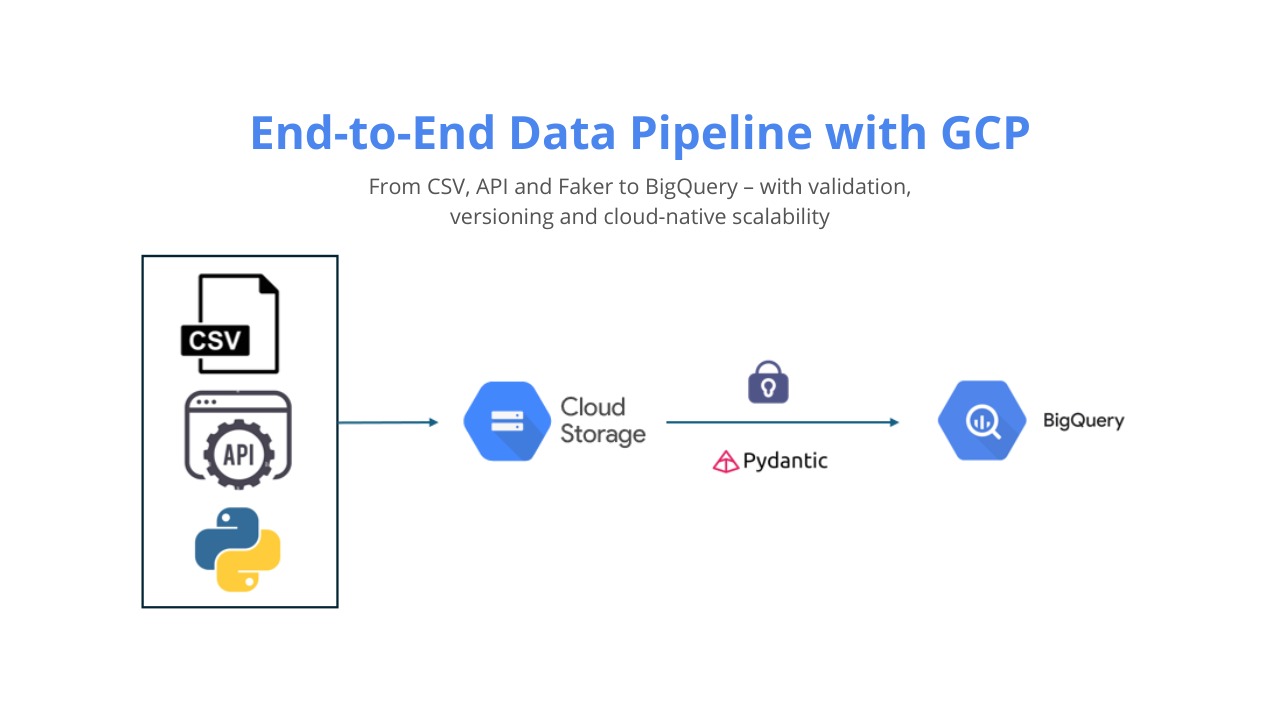 End-to-End Data Pipeline with GCP
From CSV, API and Faker to BigQuery – with validation,
versioning and cloud-native scalability
CSV
API
Cloud
Storage
Pydantic
BigQuery